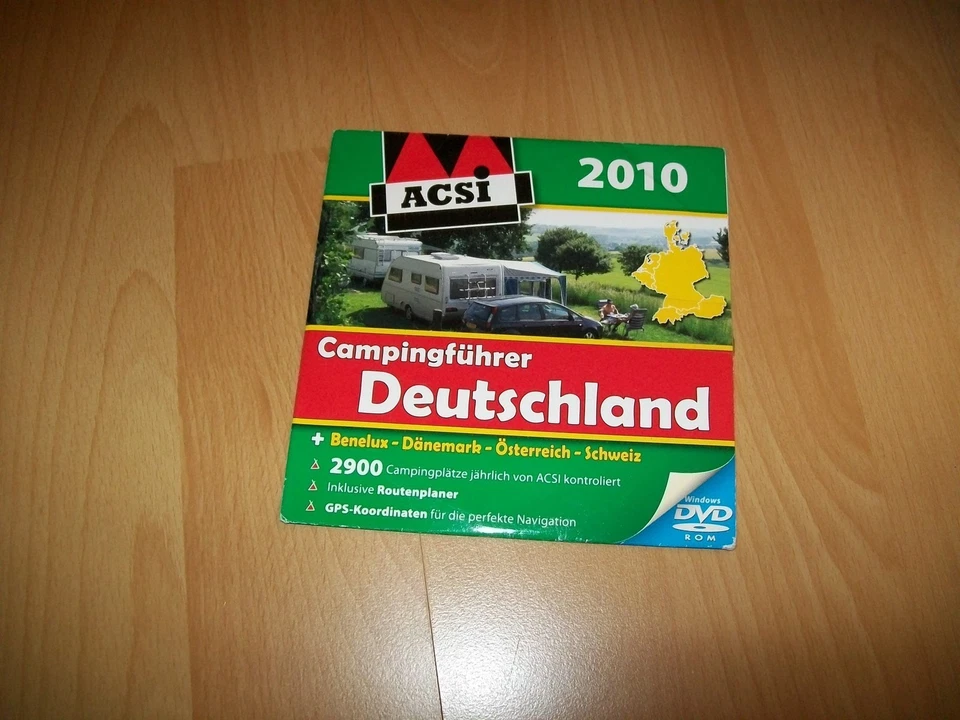 ACSi
2010
Campingführer
Deutschland
+ Benelux - Dänemark - Österreich - Schweiz
2900 Campingplätze jährlich von ACSI kontroliert
Inklusive Routenplaner
GPS-Koordinaten für die perfekte Navigation
Windows
DVD
ROM